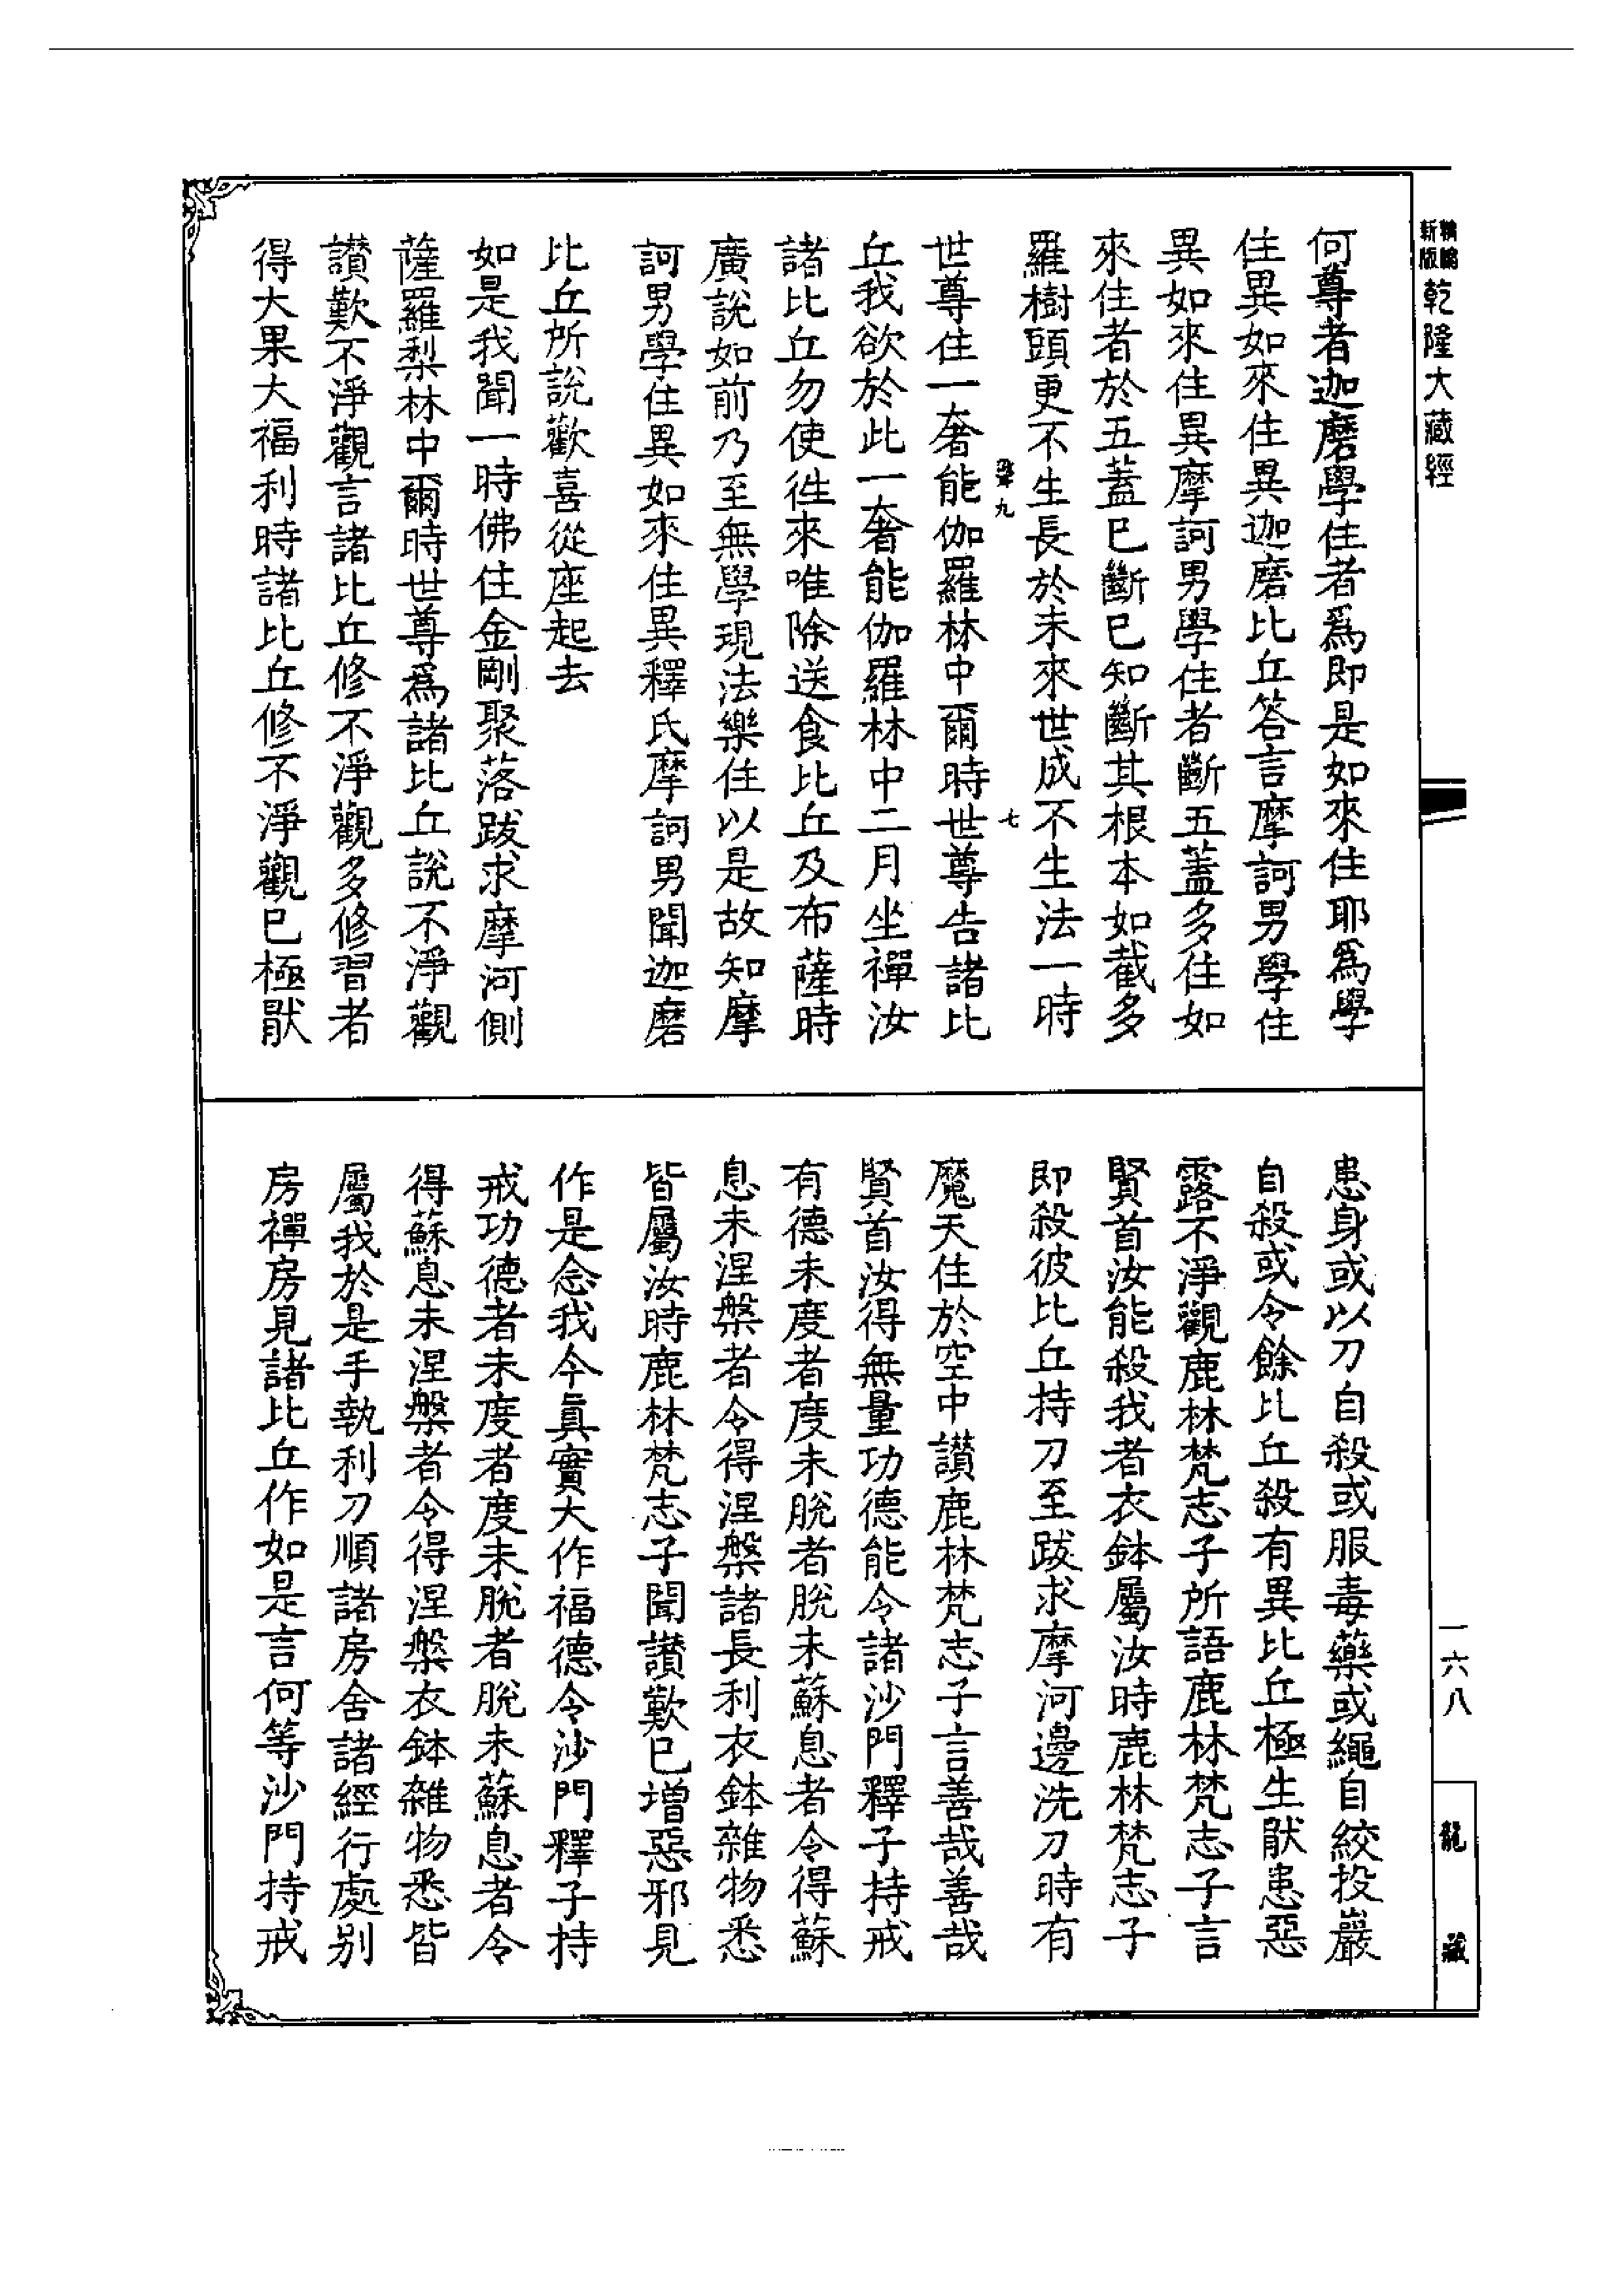 新版 精編 乾隆大藏經
何尊者迦磨學住者爲即是如來住耶爲學
住異如來住異迦磨比丘答言摩訶男學住
異如來住異摩訶男學住者斷五蓋多住如
來住者於五蓋已斷已知斷其根本如截多
羅樹頭更不生長於未來世成不生法一時
九 七
世尊住一奢能伽羅林中爾時世尊告諸比
丘我欲於此一奢能伽羅林中二月坐禪汝
諸比丘勿使往來唯除送食比丘及布薩時
廣說如前乃至無學現法樂住以是故知摩
訶男學住異如來住異釋氏摩訶男聞迦磨
比丘所說歡喜從座起去
如是我聞一時佛住金剛聚落跋求摩河側
薩羅梨林中爾時世尊爲諸比丘說不淨觀
讚歎不淨觀言諸比丘修不淨觀多修習者
得大果大福利時諸比丘修不淨觀已極猒
患身或以刀自殺或服毒藥或繩自絞投巖
自殺或令餘比丘殺有異比丘極生猒患惡
露不淨觀鹿林梵志子所語鹿林梵志子言
賢首汝能殺我者衣鉢屬汝時鹿林梵志子
即殺彼比丘持刀至跋求摩河邊洗刀時有
魔天住於空中讚鹿林梵志子言善哉善哉
賢首汝得無量功德能令諸沙門釋子持戒
有德未度者度未脫者脫未蘇息者令得蘇
息未涅槃者令得涅槃諸長利衣鉢雜物悉
皆屬汝時鹿林梵志子聞讚歎已增惡邪見
作是念我今真實大作福德令沙門釋子持
戒功德者未度者度未脫者脫未蘇息者令
得蘇息未涅槃者令得涅槃衣鉢雜物悉皆
屬我於是手執利刀順諸房舍諸經行處別
房禪房見諸比丘作如是言何等沙門持戒
一六八
龍藏